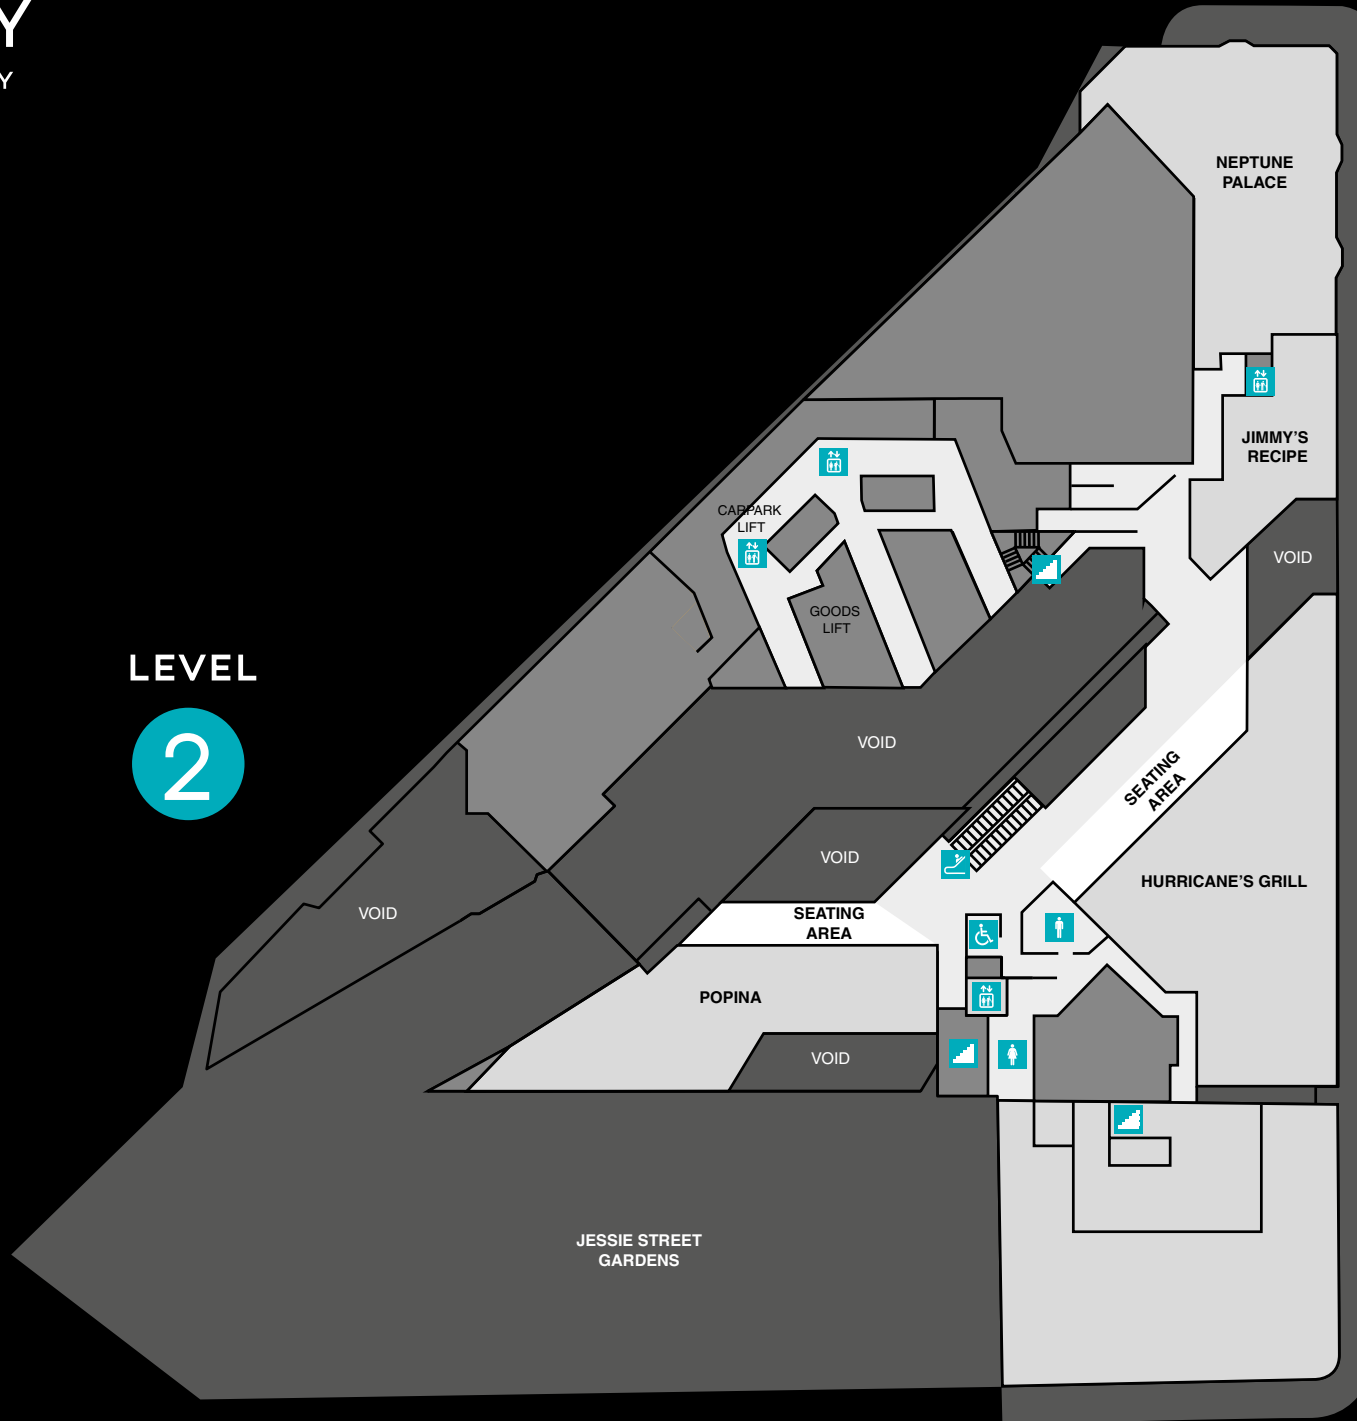 Y
Y
NEPTUNE
PALACE
JIMMY'S
RECIPE
CARPARK
LIFT
VOID
GOODS
LIFT
LEVEL
2
VOID
SEATING
AREA
VOID
HURRICANE'S GRILL
VOID
SEATING
AREA
POPINA
VOID
JESSIE STREET
GARDENS